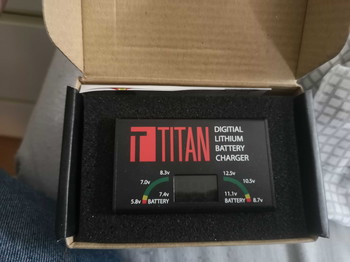 TITAN
DIGITIAL
LITHIUM
BATTERY
CHARGER
8.3v
7.0v
7.4v
5.8v BATTERY
12.5v
10.5v
11.1v
BATTERY 8.7v